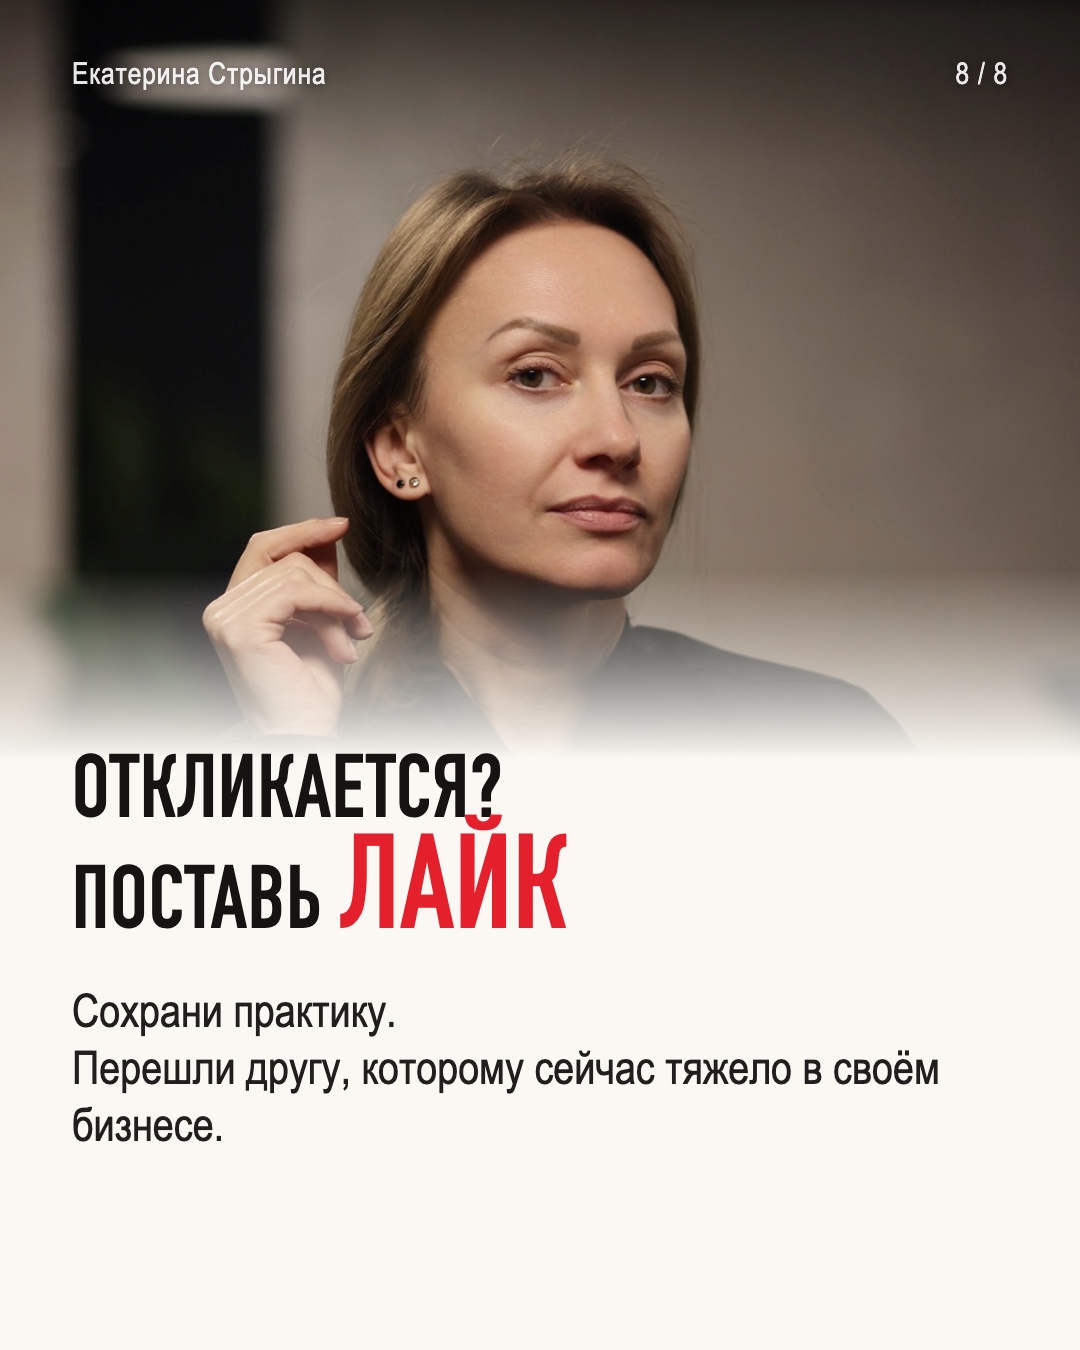 Екатерина Стрыгина
8 / 8
ОТКЛИКАЕТСЯ?
ПОСТАВЬ ЛАЙК
Сохрани практику.
Перешли другу, которому сейчас тяжело в своём
бизнесе.